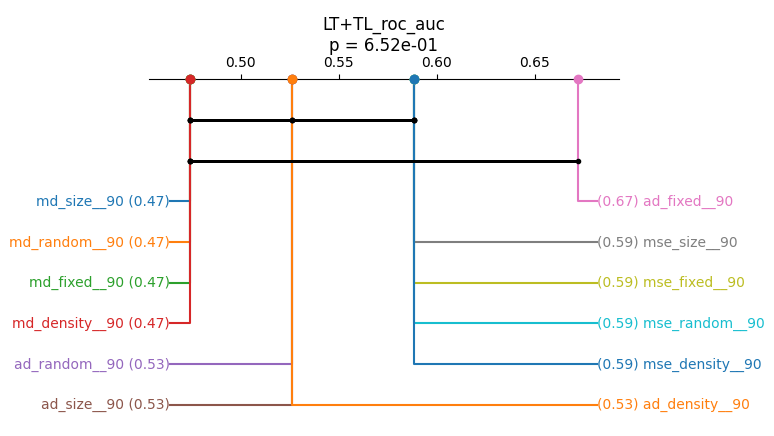 LT+TL_roc_auc
p = 6.52e-01
0.50 0.55 0.60 0.65
md_size__90 (0.47) (0.67) ad_fixed__90
md_random__90 (0.47) (0.59) mse_size__90
md_fixed__90 (0.47) (0.59) mse_fixed__90
md_density__90 (0.47) (0.59) mse_random__90
ad_random__90 (0.53) (0.59) mse_density__90
ad_size__90 (0.53) (0.53) ad_density__90